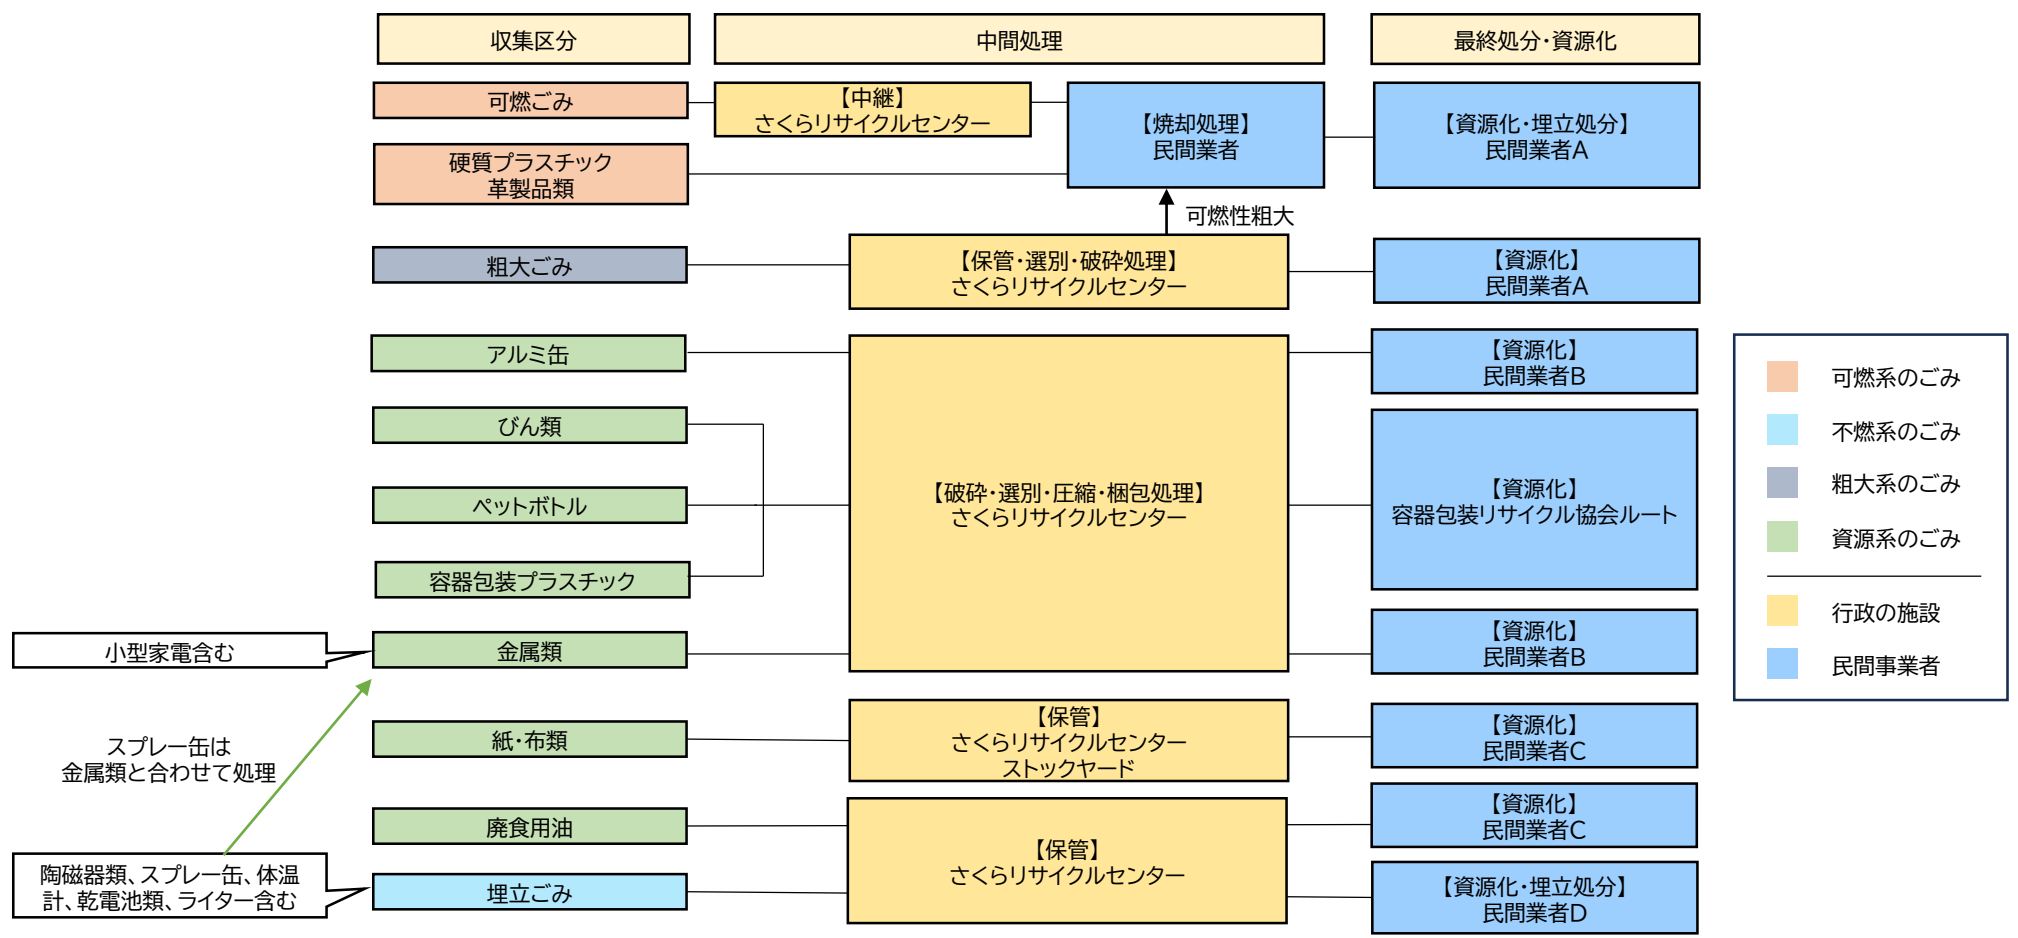 収集区分
中間処理
最終処分・資源化
可燃ごみ
【中継】
さくらリサイクルセンター
【焼却処理】
民間業者
【資源化・埋立処分】
民間業者A
硬質プラスチック
革製品類
可燃性粗大
粗大ごみ
【保管・選別・破砕処理】
さくらリサイクルセンター
【資源化】
民間業者A
アルミ缶
びん類
ペットボトル
容器包装プラスチック
小型家電含む
金属類
【破砕・選別・圧縮・梱包処理】
さくらリサイクルセンター
【資源化】
民間業者B
【資源化】
容器包装リサイクル協会ルート
【資源化】
民間業者B
スプレー缶は
金属類と合わせて処理
紙・布類
【保管】
さくらリサイクルセンター
ストックヤード
【資源化】
民間業者C
廃食用油
陶磁器類、スプレー缶、体温
計、乾電池類、ライター含む
埋立ごみ
【保管】
さくらリサイクルセンター
【資源化】
民間業者C
【資源化・埋立処分】
民間業者D
可燃系のごみ
不燃系のごみ
粗大系のごみ
資源系のごみ
行政の施設
民間事業者